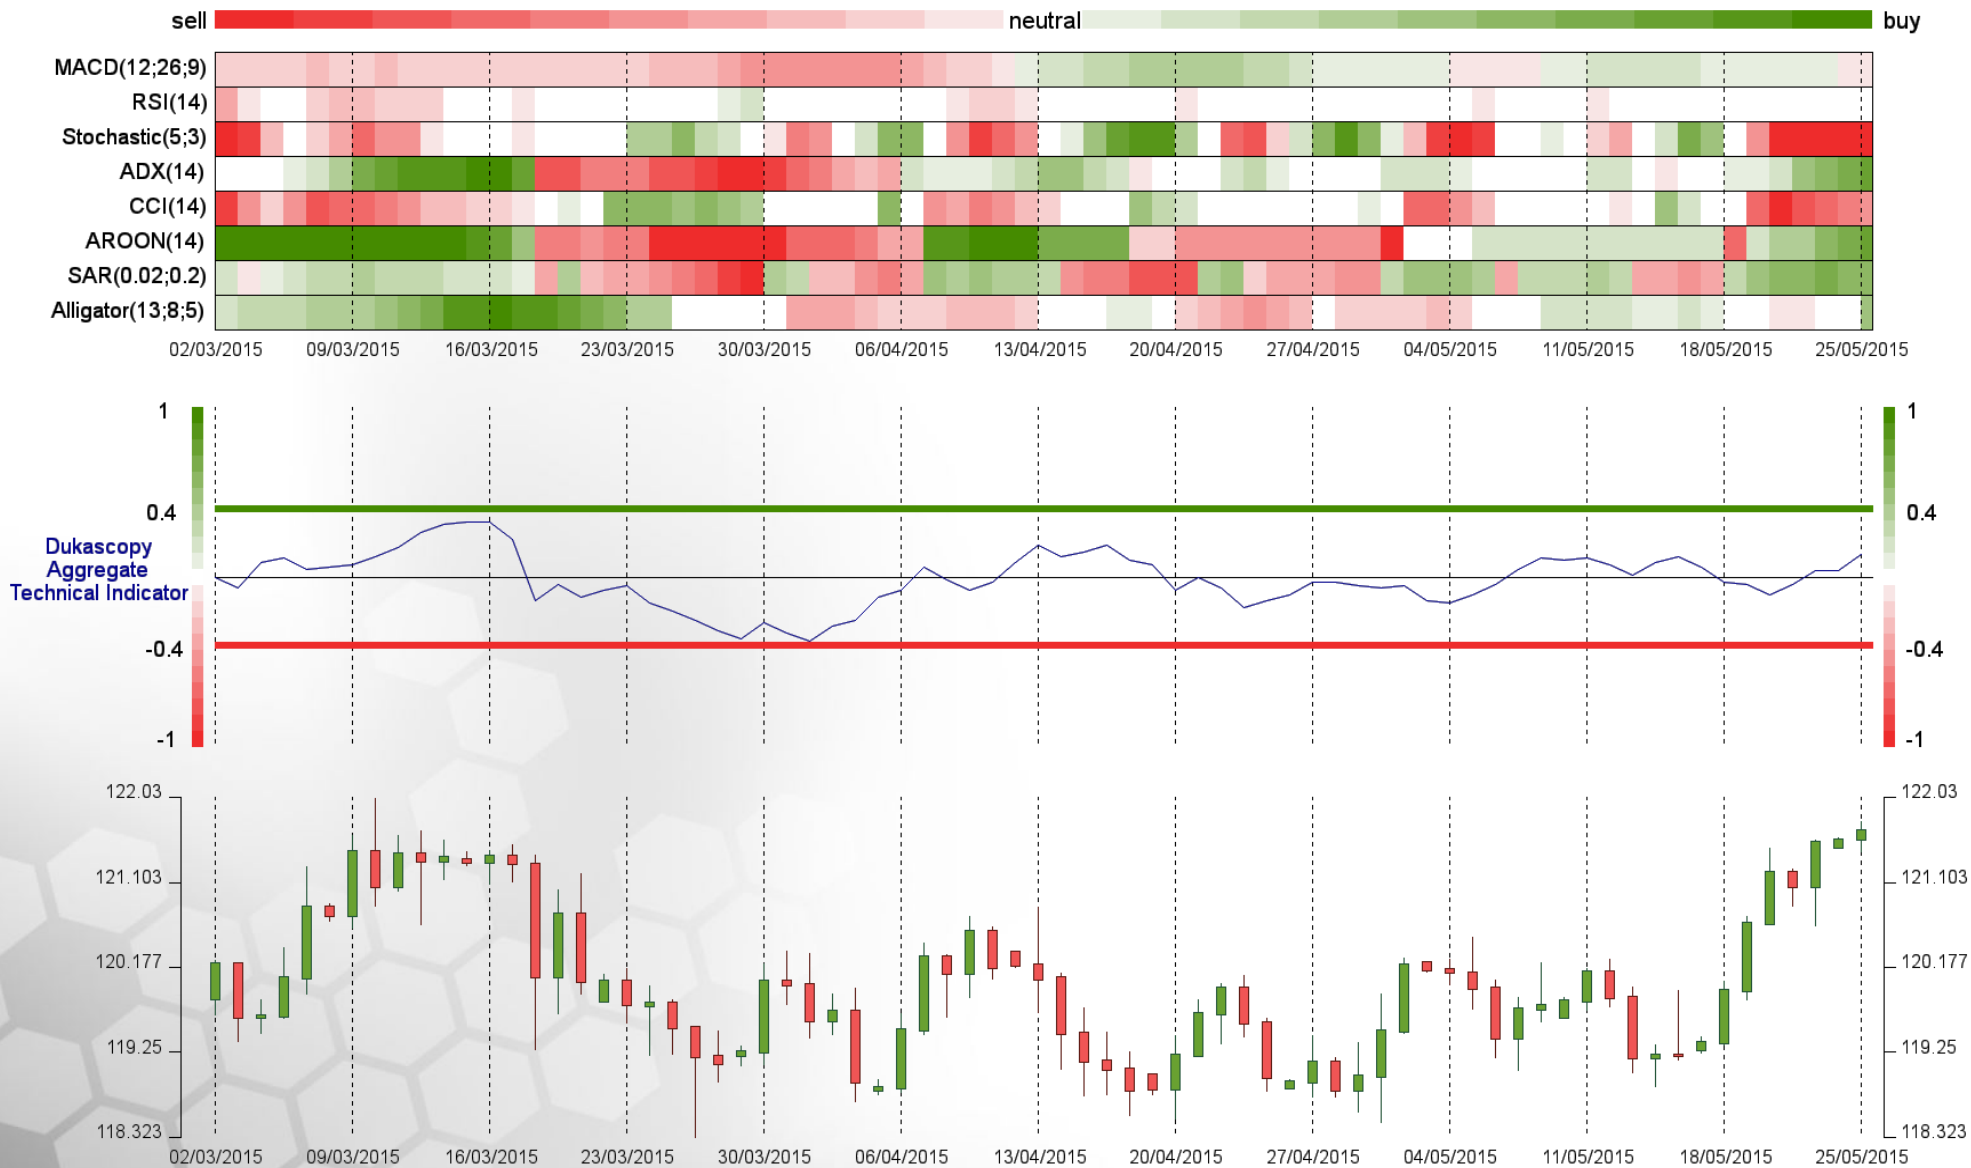 sell neutral buy
MACD(12;26;9)
RSI(14)
Stochastic(5;3)
ADX(14)
CCI(14)
AROON(14)
SAR(0.02;0.2)
Alligator(13;8;5)
02/03/2015 09/03/2015 16/03/2015 23/03/2015 30/03/2015 06/04/2015 13/04/2015 20/04/2015 27/04/2015 04/05/2015 11/05/2015 18/05/2015 25/05/2015
1 1
0.4 0.4
Dukascopy
Aggregate
Technical Indicator
-0.4 -0.4
-1 -1
122.03 122.03
121.103 121.103
120.177 120.177
119.25 119.25
118.323 118.323
02/03/2015 09/03/2015 16/03/2015 23/03/2015 30/03/2015 06/04/2015 13/04/2015 20/04/2015 27/04/2015 04/05/2015 11/05/2015 18/05/2015 25/05/2015